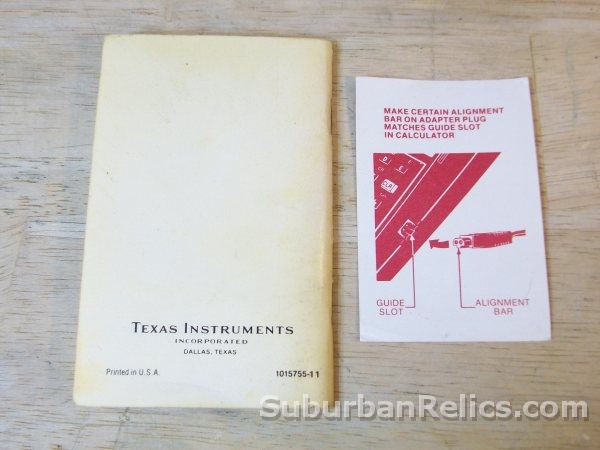 TEXAS INSTRUMENTS
INCORPORATED
DALLAS, TEXAS
Printed in U.S.A.
1015755-11
MAKE CERTAIN ALIGNMENT
BAR ON ADAPTER PLUG
MATCHES GUIDE SLOT
IN CALCULATOR
D
E
CLR
GUIDE
SLOT
ALIGNMENT
BAR
SuburbanRelics.com